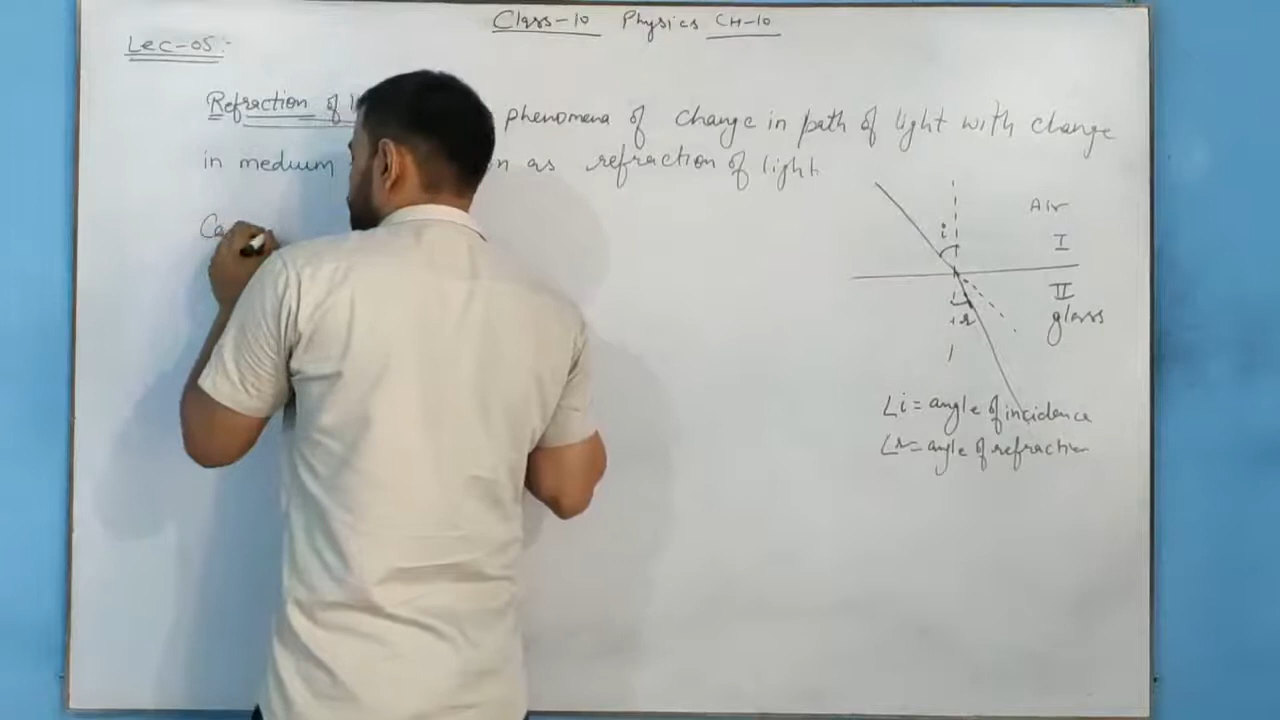 Class-10 Physics CH-10
Lec-05:-
Refraction of phenomena of change in path of light with change
in medium as refraction of light.
Ca
Air
i
I
II
r
glass
∠i = angle of incidence
∠r = angle of refraction